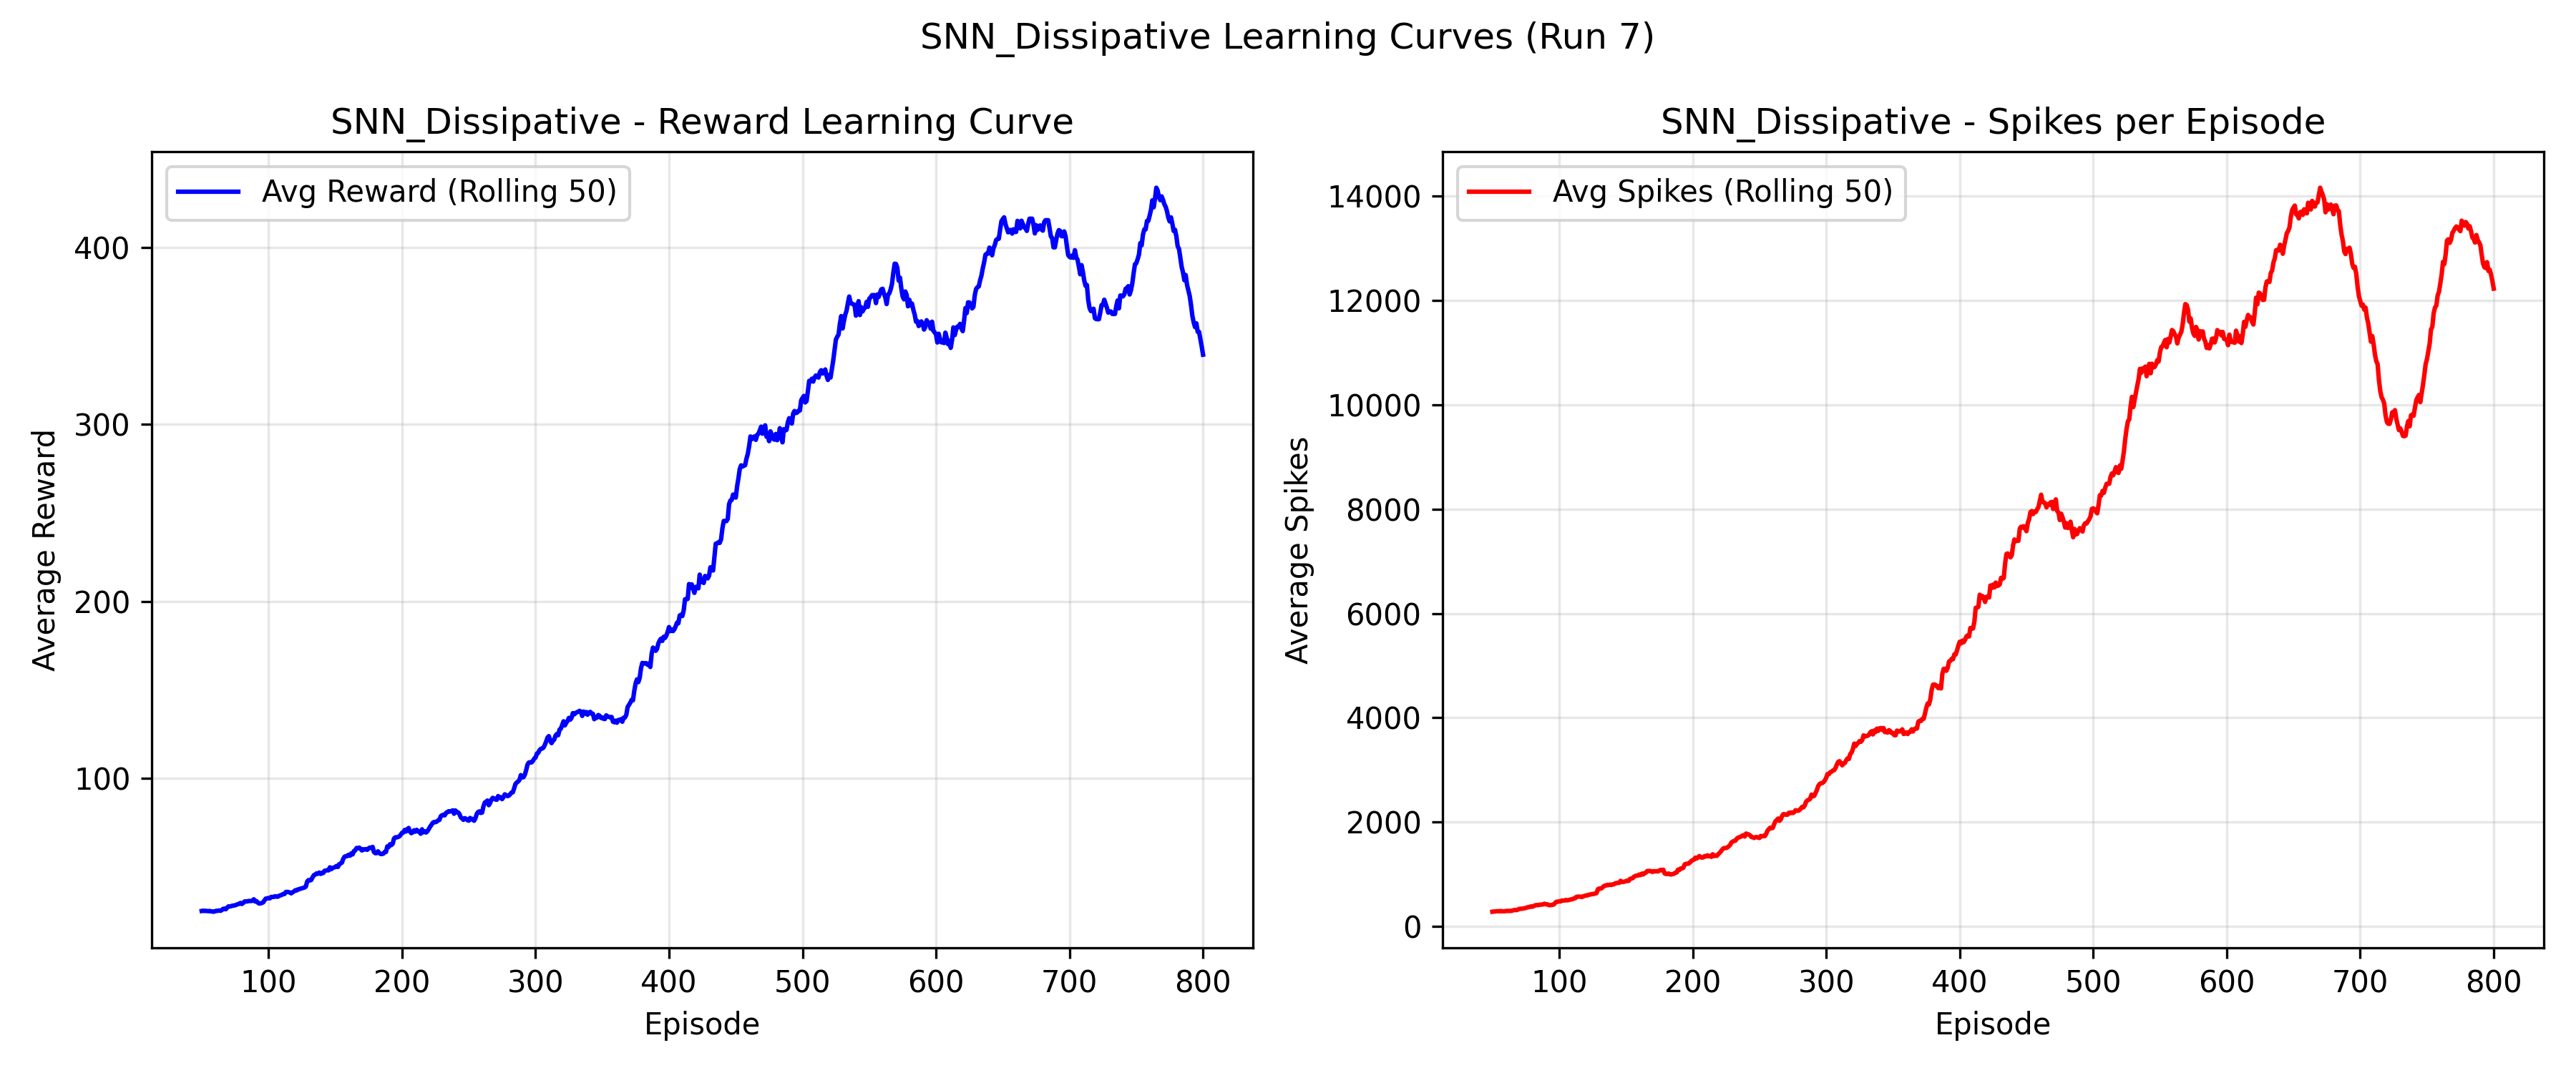 SNN_Dissipative Learning Curves (Run 7)
SNN_Dissipative - Reward Learning Curve
Avg Reward (Rolling 50)
Average Reward
400
300
200
100
100 200 300 400 500 600 700 800
Episode
SNN_Dissipative - Spikes per Episode
Avg Spikes (Rolling 50)
Average Spikes
14000
12000
10000
8000
6000
4000
2000
0
100 200 300 400 500 600 700 800
Episode